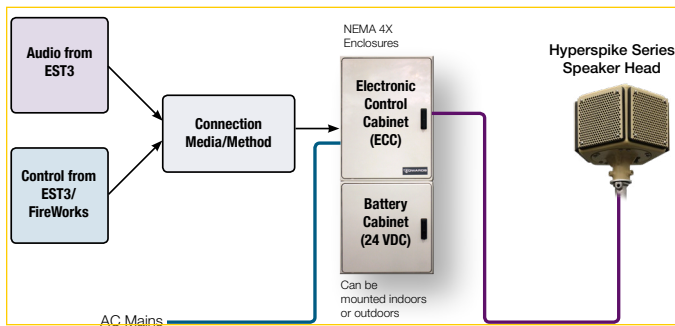 Audio from
EST3
Control from
EST3/
FireWorks
Connection
Media/Method
NEMA 4X
Enclosures
Electronic
Control
Cabinet
(ECC)
Battery
Cabinet
(24 VDC)
Can be
mounted indoors
or outdoors
AC Mains
Hyperspike Series
Speaker Head